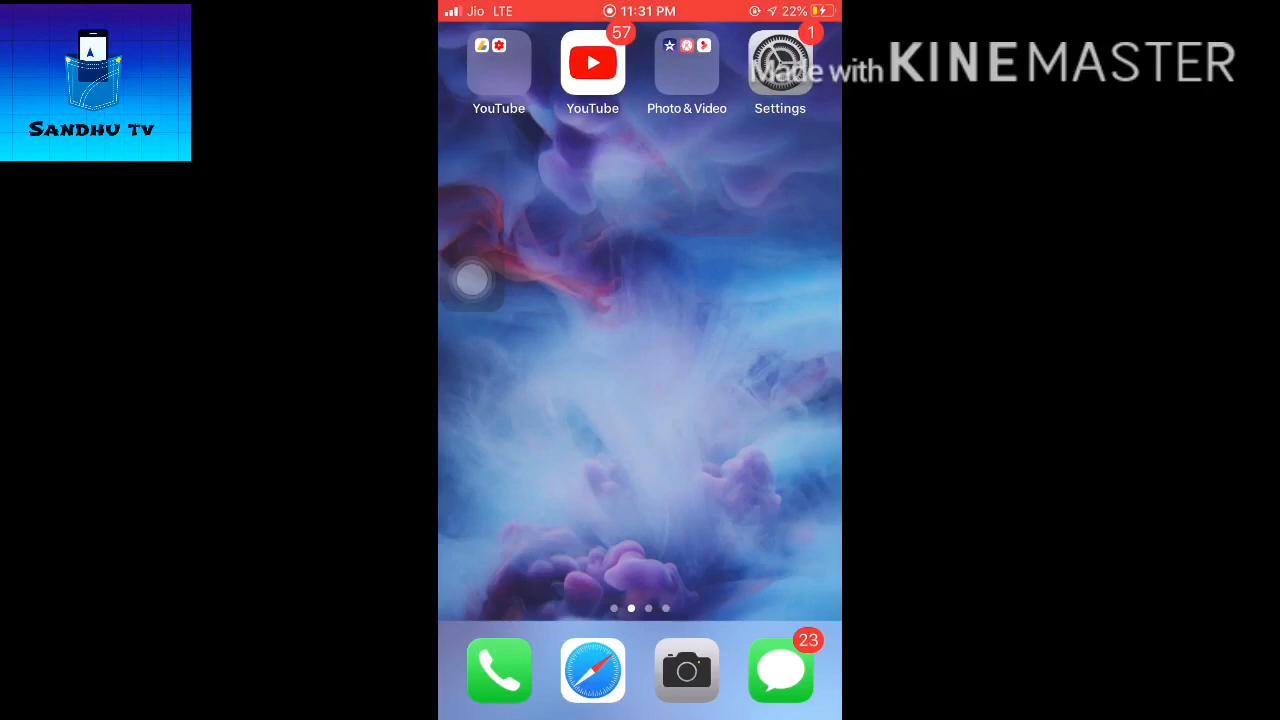 Jio LTE 11:31 PM 22%
57
1
YouTube YouTube Photo & Video Settings
Made with KINEMASTER
SANDHU TV
23